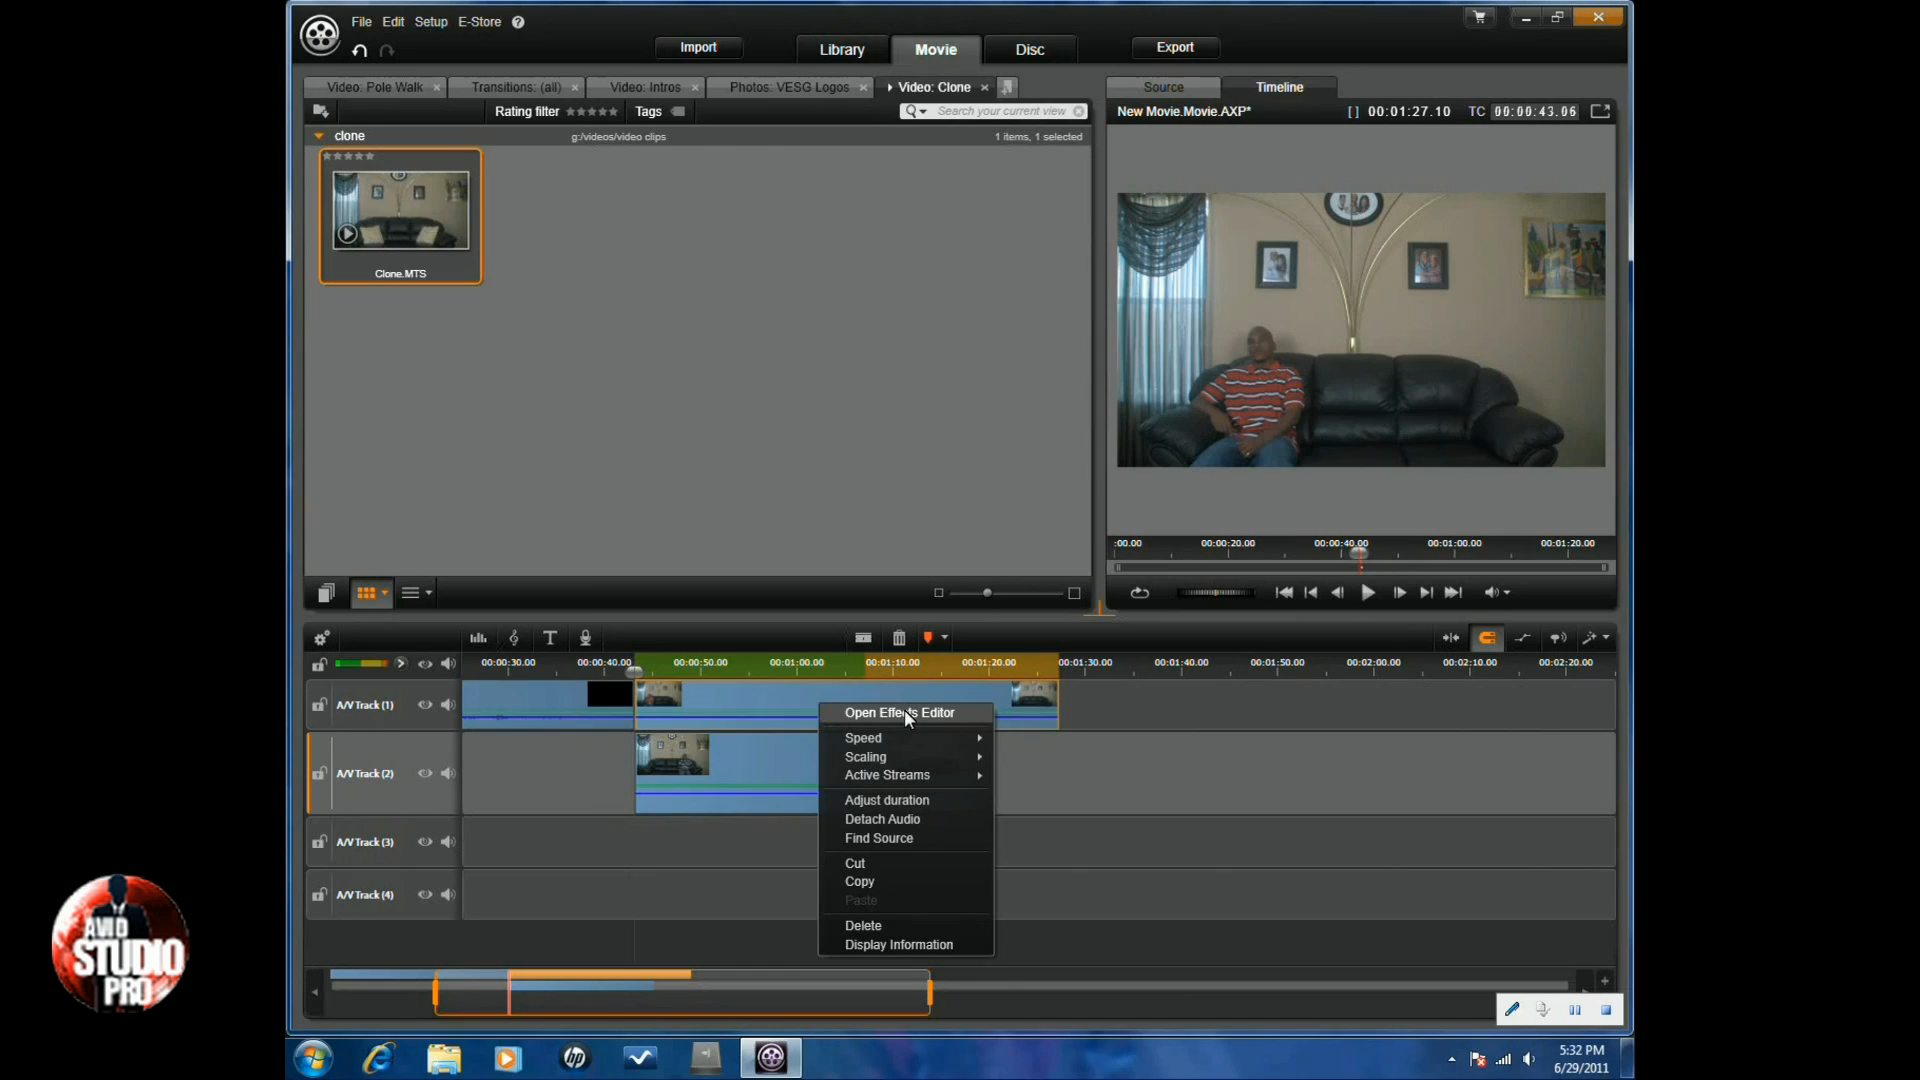 File Edit Setup E-Store ?
Import Library Movie Disc Export
Video: Pole Walk × Transitions: (all) × Video: Intros × Photos: VESG Logos × Video: Clone ×
Source Timeline
Rating filter Tags Search your current view
New Movie.Movie.AXP* [ ] 00:01:27.10 TC 00:00:43.06
clone g:/videos/video clips 1 items, 1 selected
Clone.MTS
:00.00 00:00:20.00 00:00:40.00 00:01:00.00 00:01:20.00
00:00:30.00 00:00:40.00 00:00:50.00 00:01:00.00 00:01:10.00 00:01:20.00 00:01:30.00 00:01:40.00 00:01:50.00 00:02:00.00 00:02:10.00 00:02:20.00
A/V Track (1)
A/V Track (2)
A/V Track (3)
A/V Track (4)
Open Effects Editor
Speed
Scaling
Active Streams
Adjust duration
Detach Audio
Find Source
Cut
Copy
Paste
Delete
Display Information
AVID
STUDIO
PRO
hp
5:32 PM
6/29/2011